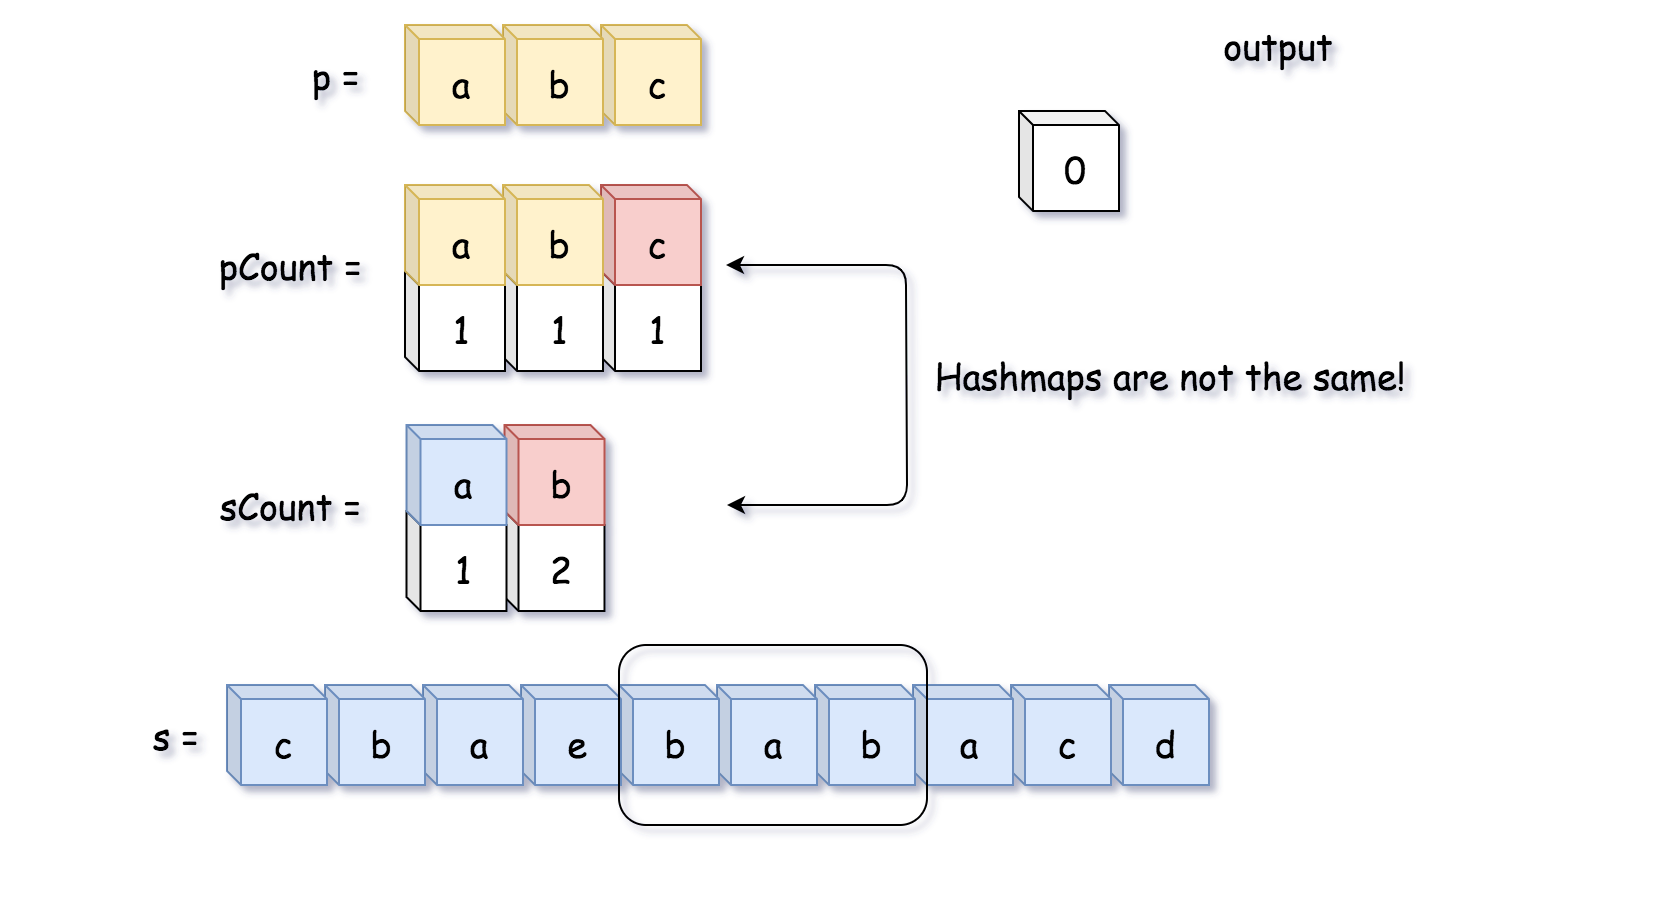 output
p = a b c
0
pCount = a b c
1 1 1
Hashmaps are not the same!
sCount = a b
1 2
s = c b a e b a b a c d